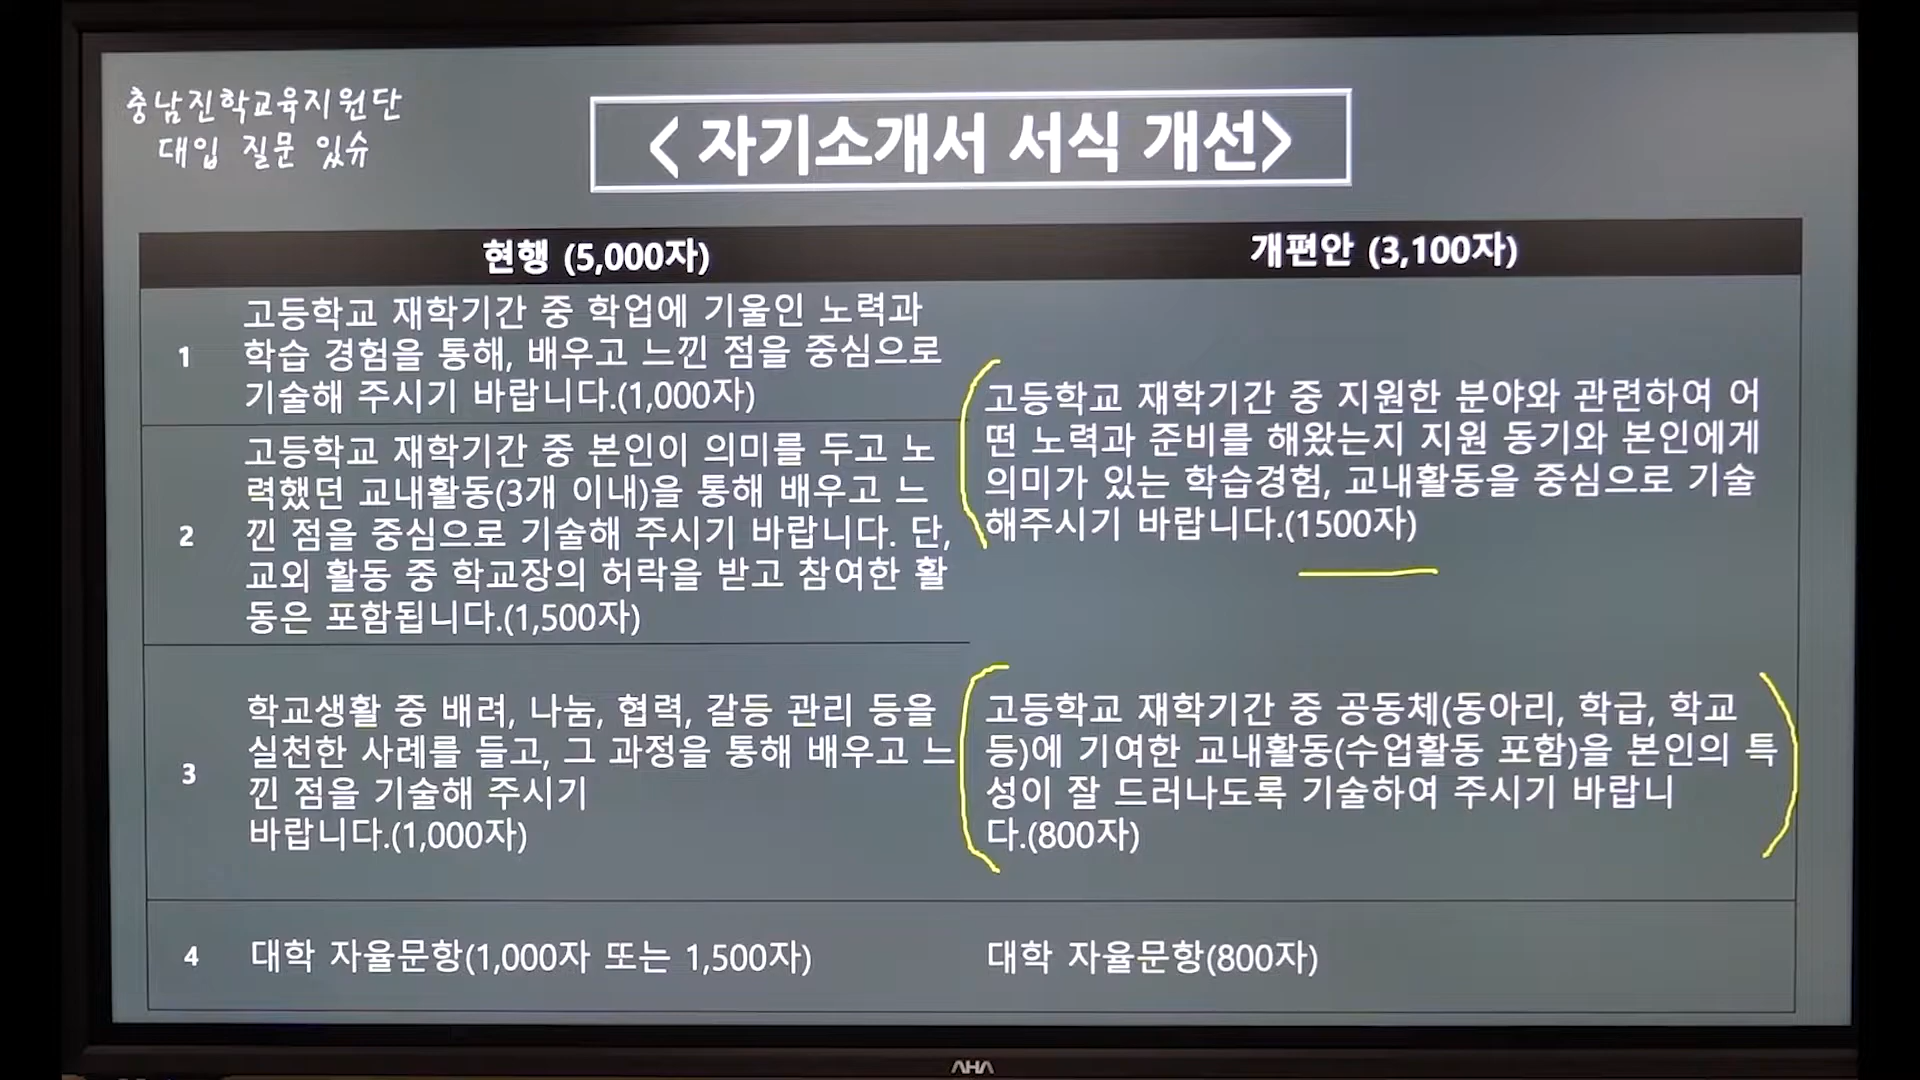 충남진학교육지원단
대입 질문 있슈
< 자기소개서 서식 개선>
현행 (5,000자)
개편안 (3,100자)
1
고등학교 재학기간 중 학업에 기울인 노력과
학습 경험을 통해, 배우고 느낀 점을 중심으로
기술해 주시기 바랍니다.(1,000자)
2
고등학교 재학기간 중 본인이 의미를 두고 노
력했던 교내활동(3개 이내)을 통해 배우고 느
낀 점을 중심으로 기술해 주시기 바랍니다. 단,
교외 활동 중 학교장의 허락을 받고 참여한 활
동은 포함됩니다.(1,500자)
고등학교 재학기간 중 지원한 분야와 관련하여 어
떤 노력과 준비를 해왔는지 지원 동기와 본인에게
의미가 있는 학습경험, 교내활동을 중심으로 기술
해주시기 바랍니다.(1500자)
3
학교생활 중 배려, 나눔, 협력, 갈등 관리 등을
실천한 사례를 들고, 그 과정을 통해 배우고 느
낀 점을 기술해 주시기
바랍니다.(1,000자)
고등학교 재학기간 중 공동체(동아리, 학급, 학교
등)에 기여한 교내활동(수업활동 포함)을 본인의 특
성이 잘 드러나도록 기술하여 주시기 바랍니
다.(800자)
4
대학 자율문항(1,000자 또는 1,500자)
대학 자율문항(800자)
AHA